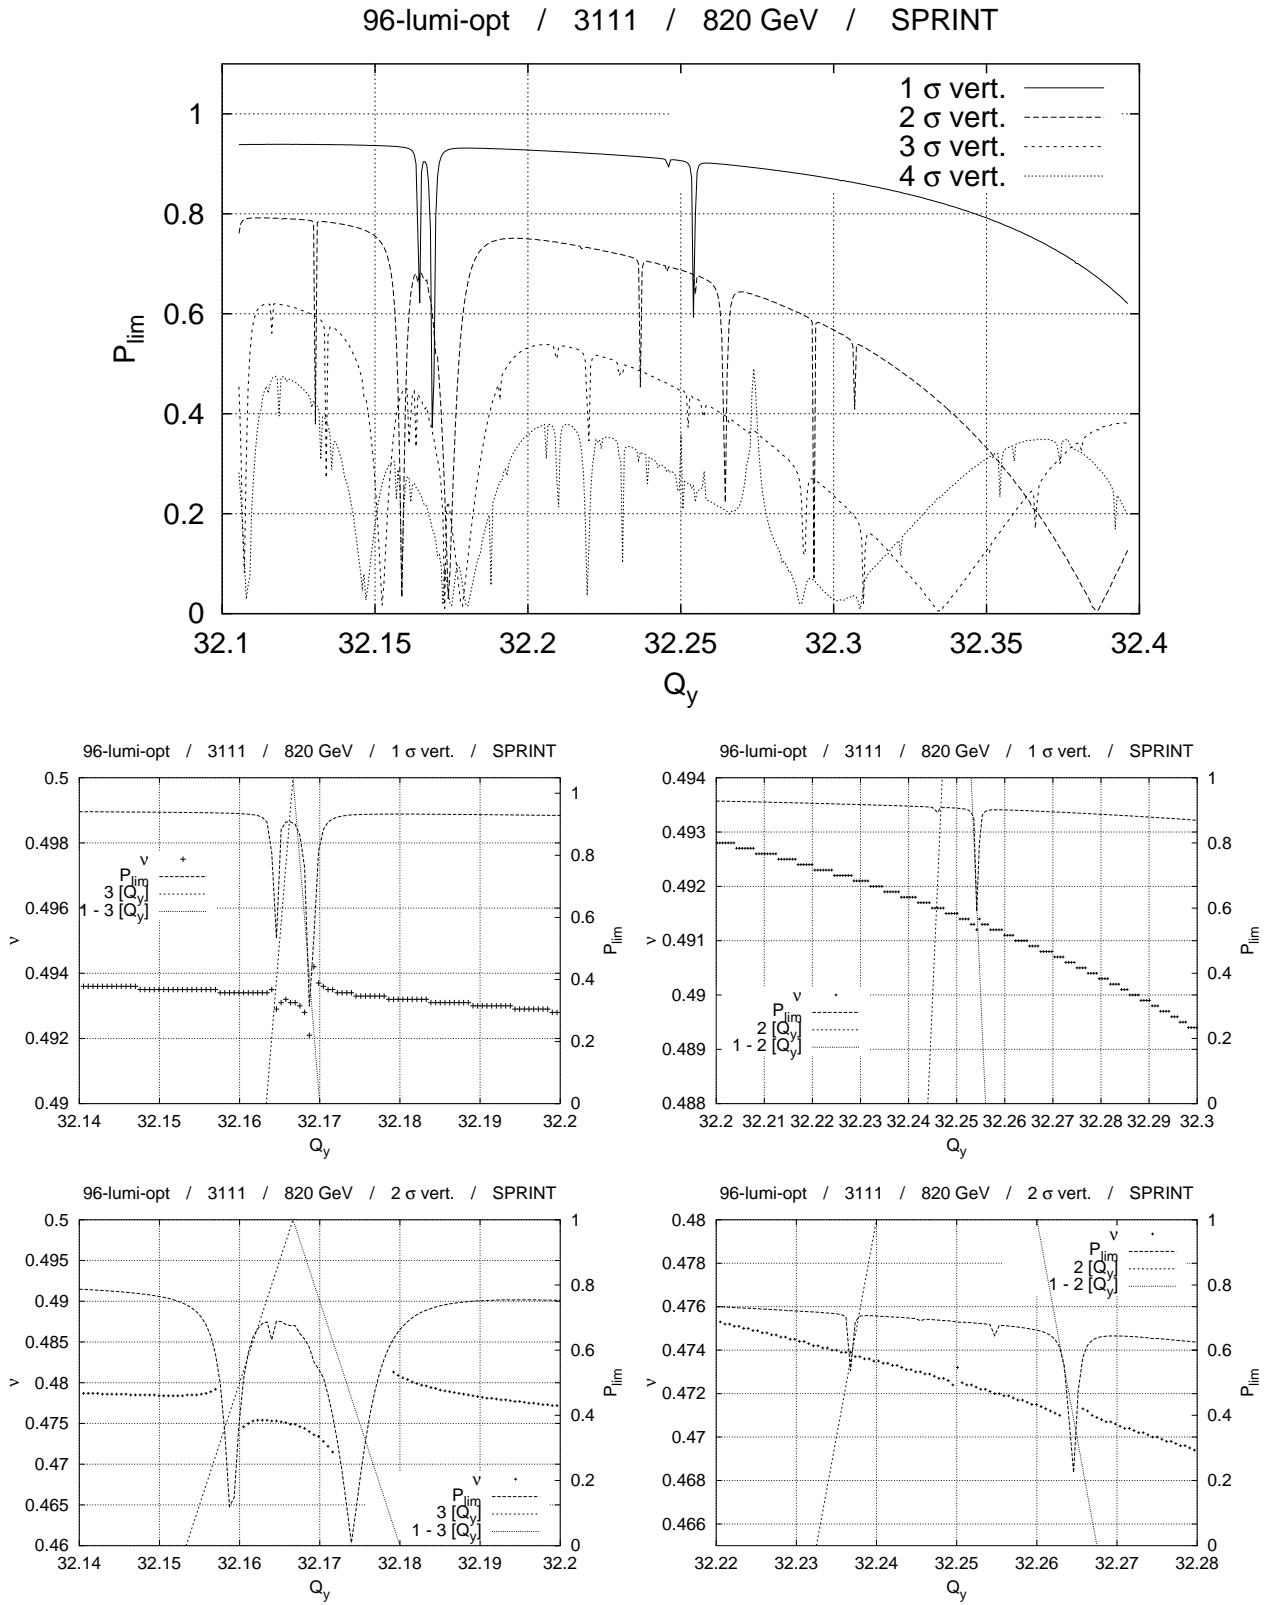 96-lumi-opt / 3111 / 820 GeV / SPRINT
1 σ vert.
2 σ vert.
3 σ vert.
4 σ vert.
1
0.8
0.6
0.4
0.2
0
P_lim
32.1 32.15 32.2 32.25 32.3 32.35 32.4
Q_y
96-lumi-opt / 3111 / 820 GeV / 1 σ vert. / SPRINT
0.5
0.498
0.496
0.494
0.492
0.49
ν
ν
P_lim
3 [Q_y]
1 - 3 [Q_y]
1
0.8
0.6
0.4
0.2
0
P_lim
32.14 32.15 32.16 32.17 32.18 32.19 32.2
Q_y
96-lumi-opt / 3111 / 820 GeV / 1 σ vert. / SPRINT
0.494
0.493
0.492
0.491
0.49
0.489
0.488
ν
ν
P_lim
2 [Q_y]
1 - 2 [Q_y]
1
0.8
0.6
0.4
0.2
0
P_lim
32.2 32.21 32.22 32.23 32.24 32.25 32.26 32.27 32.28 32.29 32.3
Q_y
96-lumi-opt / 3111 / 820 GeV / 2 σ vert. / SPRINT
0.5
0.495
0.49
0.485
0.48
0.475
0.47
0.465
0.46
ν
ν
P_lim
3 [Q_y]
1 - 3 [Q_y]
1
0.8
0.6
0.4
0.2
0
P_lim
32.14 32.15 32.16 32.17 32.18 32.19 32.2
Q_y
96-lumi-opt / 3111 / 820 GeV / 2 σ vert. / SPRINT
0.48
0.478
0.476
0.474
0.472
0.47
0.468
0.466
ν
ν
P_lim
2 [Q_y]
1 - 2 [Q_y]
1
0.8
0.6
0.4
0.2
0
P_lim
32.22 32.23 32.24 32.25 32.26 32.27 32.28
Q_y